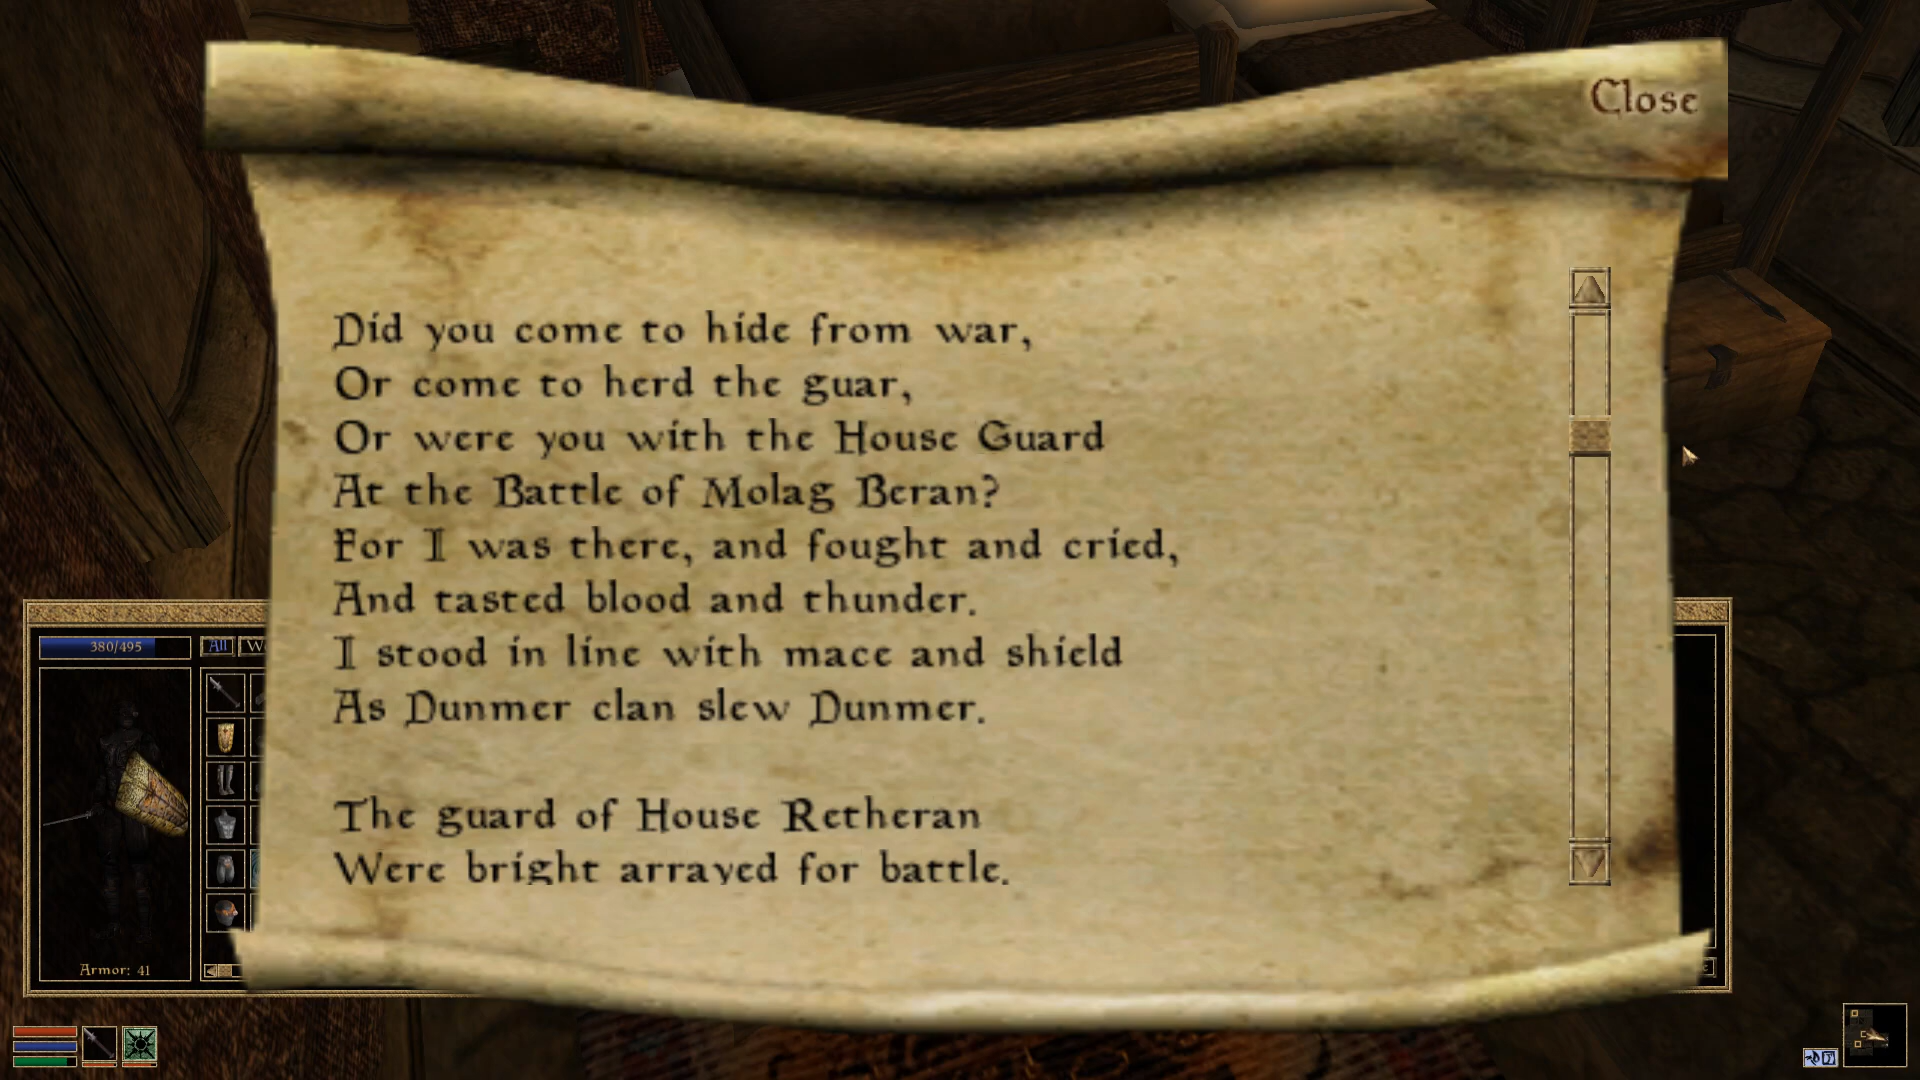 Close
Did you come to hide from war,
Or come to herd the guar,
Or were you with the House Guard
At the Battle of Molag Beran?
For I was there, and fought and cried,
And tasted blood and thunder.
I stood in line with mace and shield
As Dunmer clan slew Dunmer.
The guard of House Retheran
Were bright arrayed for battle.
380/495
All
Armor: 41